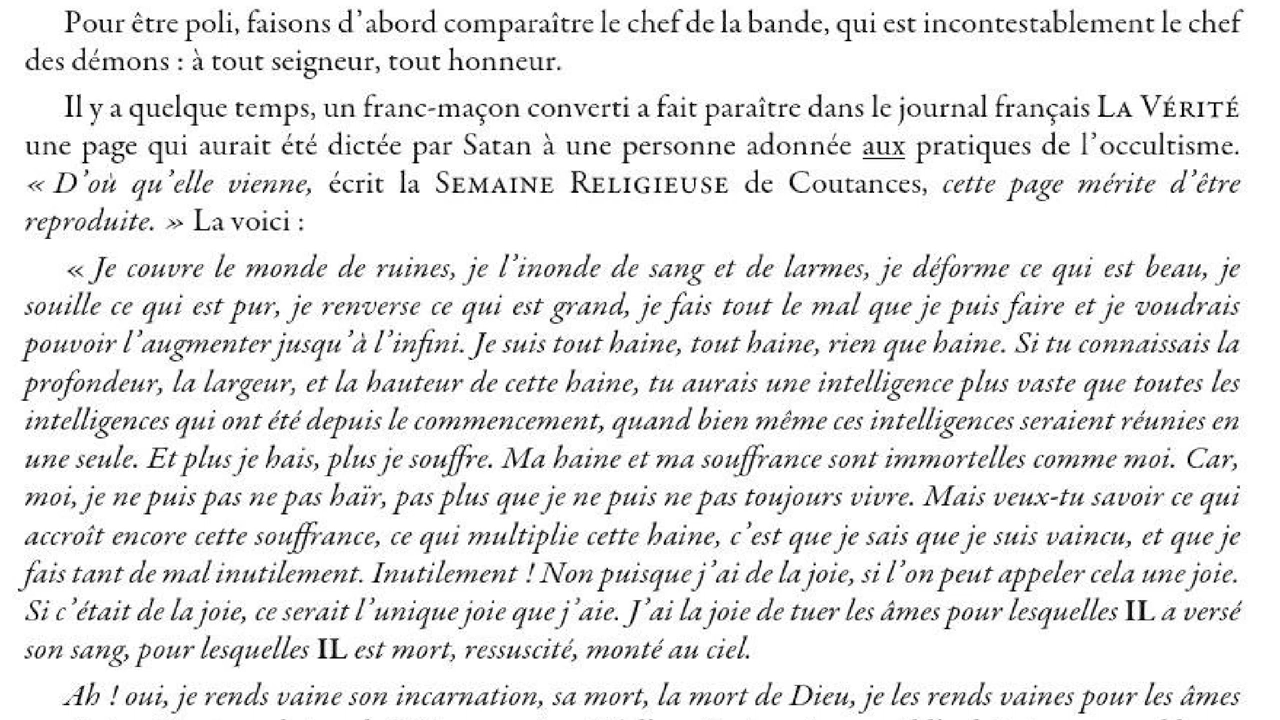 Pour être poli, faisons d'abord comparaître le chef de la bande, qui est incontestablement le chef
des démons : à tout seigneur, tout honneur.
Il y a quelque temps, un franc-maçon converti a fait paraître dans le journal français LA VÉRITÉ
une page qui aurait été dictée par Satan à une personne adonnée aux pratiques de l'occultisme.
« D'où qu'elle vienne, écrit la SEMAINE RELIGIEUSE de Coutances, cette page mérite d'être
reproduite. » La voici :
« Je couvre le monde de ruines, je l'inonde de sang et de larmes, je déforme ce qui est beau, je
souille ce qui est pur, je renverse ce qui est grand, je fais tout le mal que je puis faire et je voudrais
pouvoir l'augmenter jusqu'à l'infini. Je suis tout haine, tout haine, rien que haine. Si tu connaissais la
profondeur, la largeur, et la hauteur de cette haine, tu aurais une intelligence plus vaste que toutes les
intelligences qui ont été depuis le commencement, quand bien même ces intelligences seraient réunies en
une seule. Et plus je hais, plus je souffre. Ma haine et ma souffrance sont immortelles comme moi. Car,
moi, je ne puis pas ne pas haïr, pas plus que je ne puis ne pas toujours vivre. Mais veux-tu savoir ce qui
accroît encore cette souffrance, ce qui multiplie cette haine, c'est que je sais que je suis vaincu, et que je
fais tant de mal inutilement. Inutilement ! Non puisque j'ai de la joie, si l'on peut appeler cela une joie.
Si c'était de la joie, ce serait l'unique joie que j'aie. J'ai la joie de tuer les âmes pour lesquelles IL a versé
son sang, pour lesquelles IL est mort, ressuscité, monté au ciel.
Ah ! oui, je rends vaine son incarnation, sa mort, la mort de Dieu, je les rends vaines pour les âmes